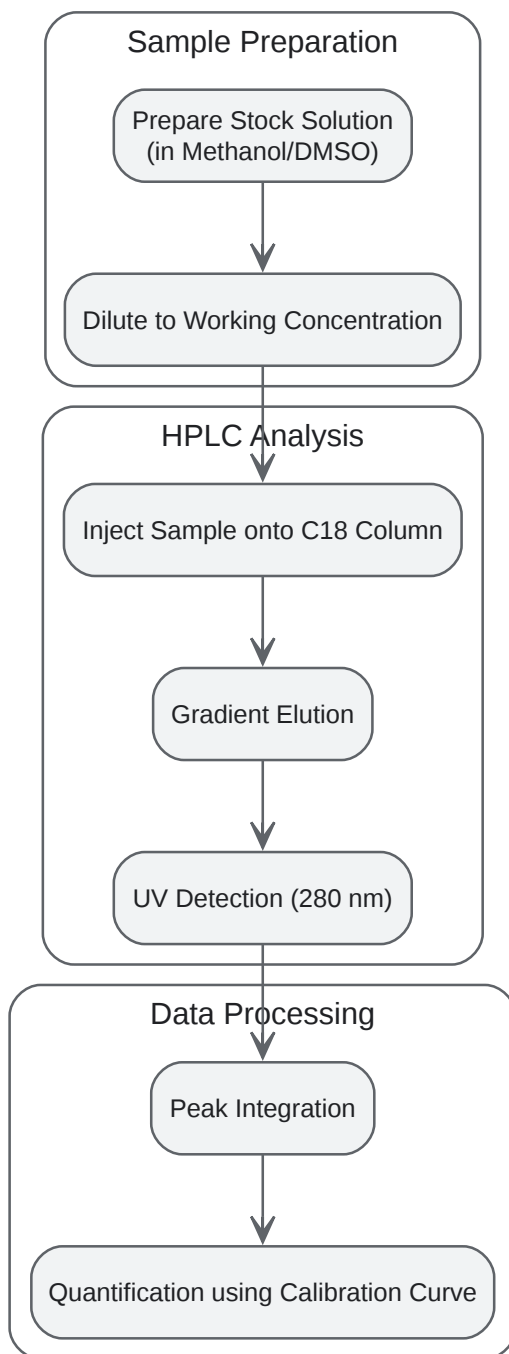 Sample Preparation
Prepare Stock Solution
(in Methanol/DMSO)
Dilute to Working Concentration
HPLC Analysis
Inject Sample onto C18 Column
Gradient Elution
UV Detection (280 nm)
Data Processing
Peak Integration
Quantification using Calibration Curve